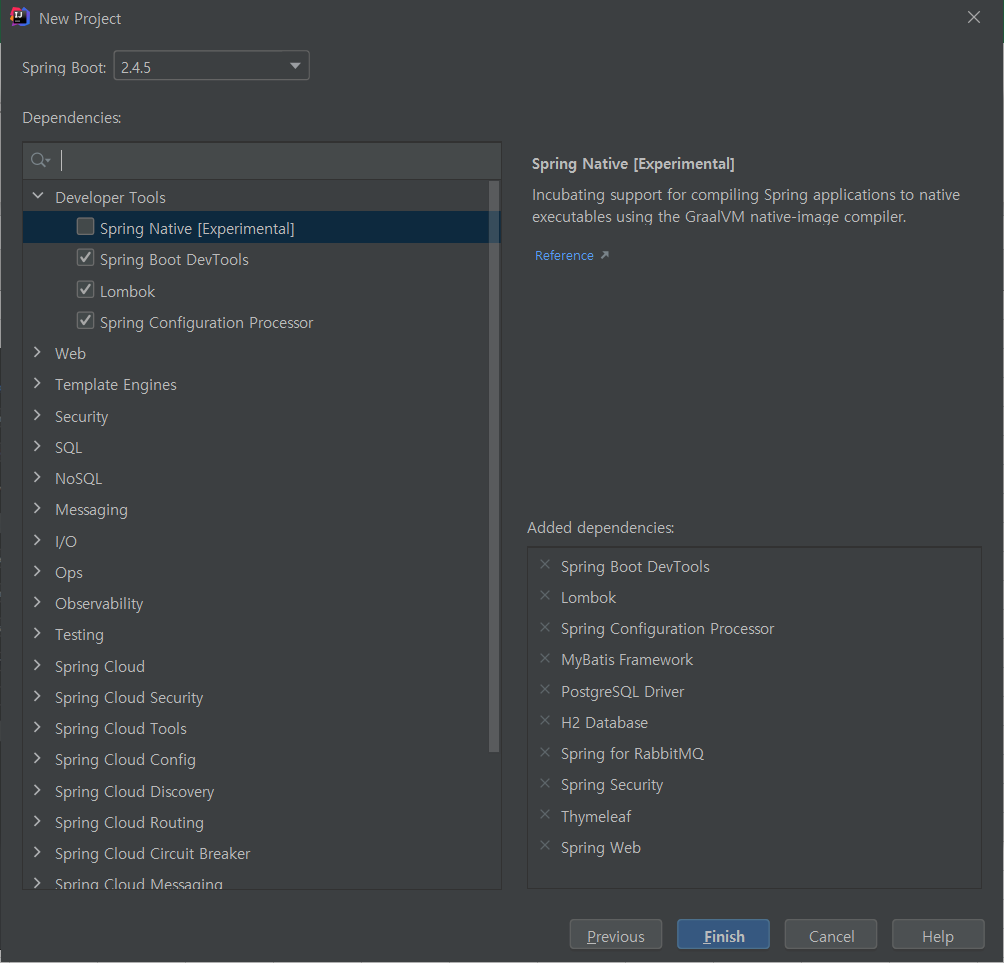 New Project
Spring Boot: 2.4.5
Dependencies:
Developer Tools
Spring Native [Experimental]
Spring Boot DevTools
Lombok
Spring Configuration Processor
Web
Template Engines
Security
SQL
NoSQL
Messaging
I/O
Ops
Observability
Testing
Spring Cloud
Spring Cloud Security
Spring Cloud Tools
Spring Cloud Config
Spring Cloud Discovery
Spring Cloud Routing
Spring Cloud Circuit Breaker
Spring Cloud Messaging
Spring Native [Experimental]
Incubating support for compiling Spring applications to native
executables using the GraalVM native-image compiler.
Reference
Added dependencies:
Spring Boot DevTools
Lombok
Spring Configuration Processor
MyBatis Framework
PostgreSQL Driver
H2 Database
Spring for RabbitMQ
Spring Security
Thymeleaf
Spring Web
Previous Finish Cancel Help